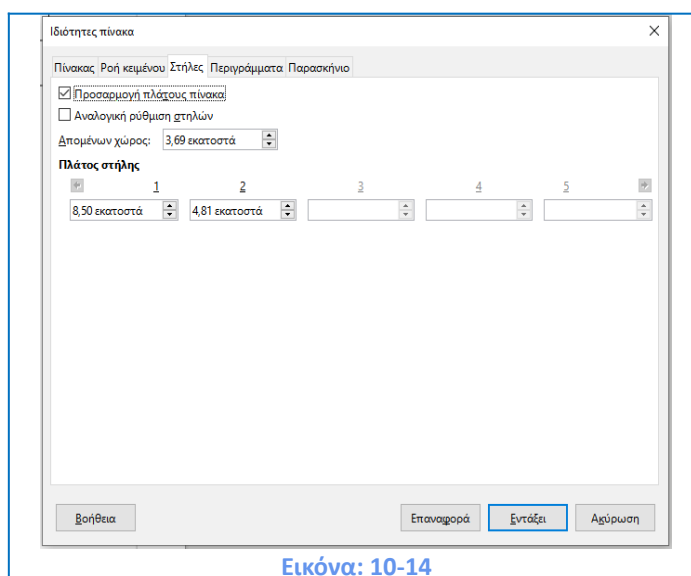 Ιδιότητες πίνακα
Πίνακας Ροή κειμένου Στήλες Περιγράμματα Παρασκήνιο
Προσαρμογή πλάτους πίνακα
Αναλογική ρύθμιση στηλών
Απομένων χώρος: 3,69 εκατοστά
Πλάτος στήλης
1 2 3 4 5
8,50 εκατοστά 4,81 εκατοστά
Βοήθεια Επαναφορά Εντάξει Ακύρωση
Εικόνα: 10-14